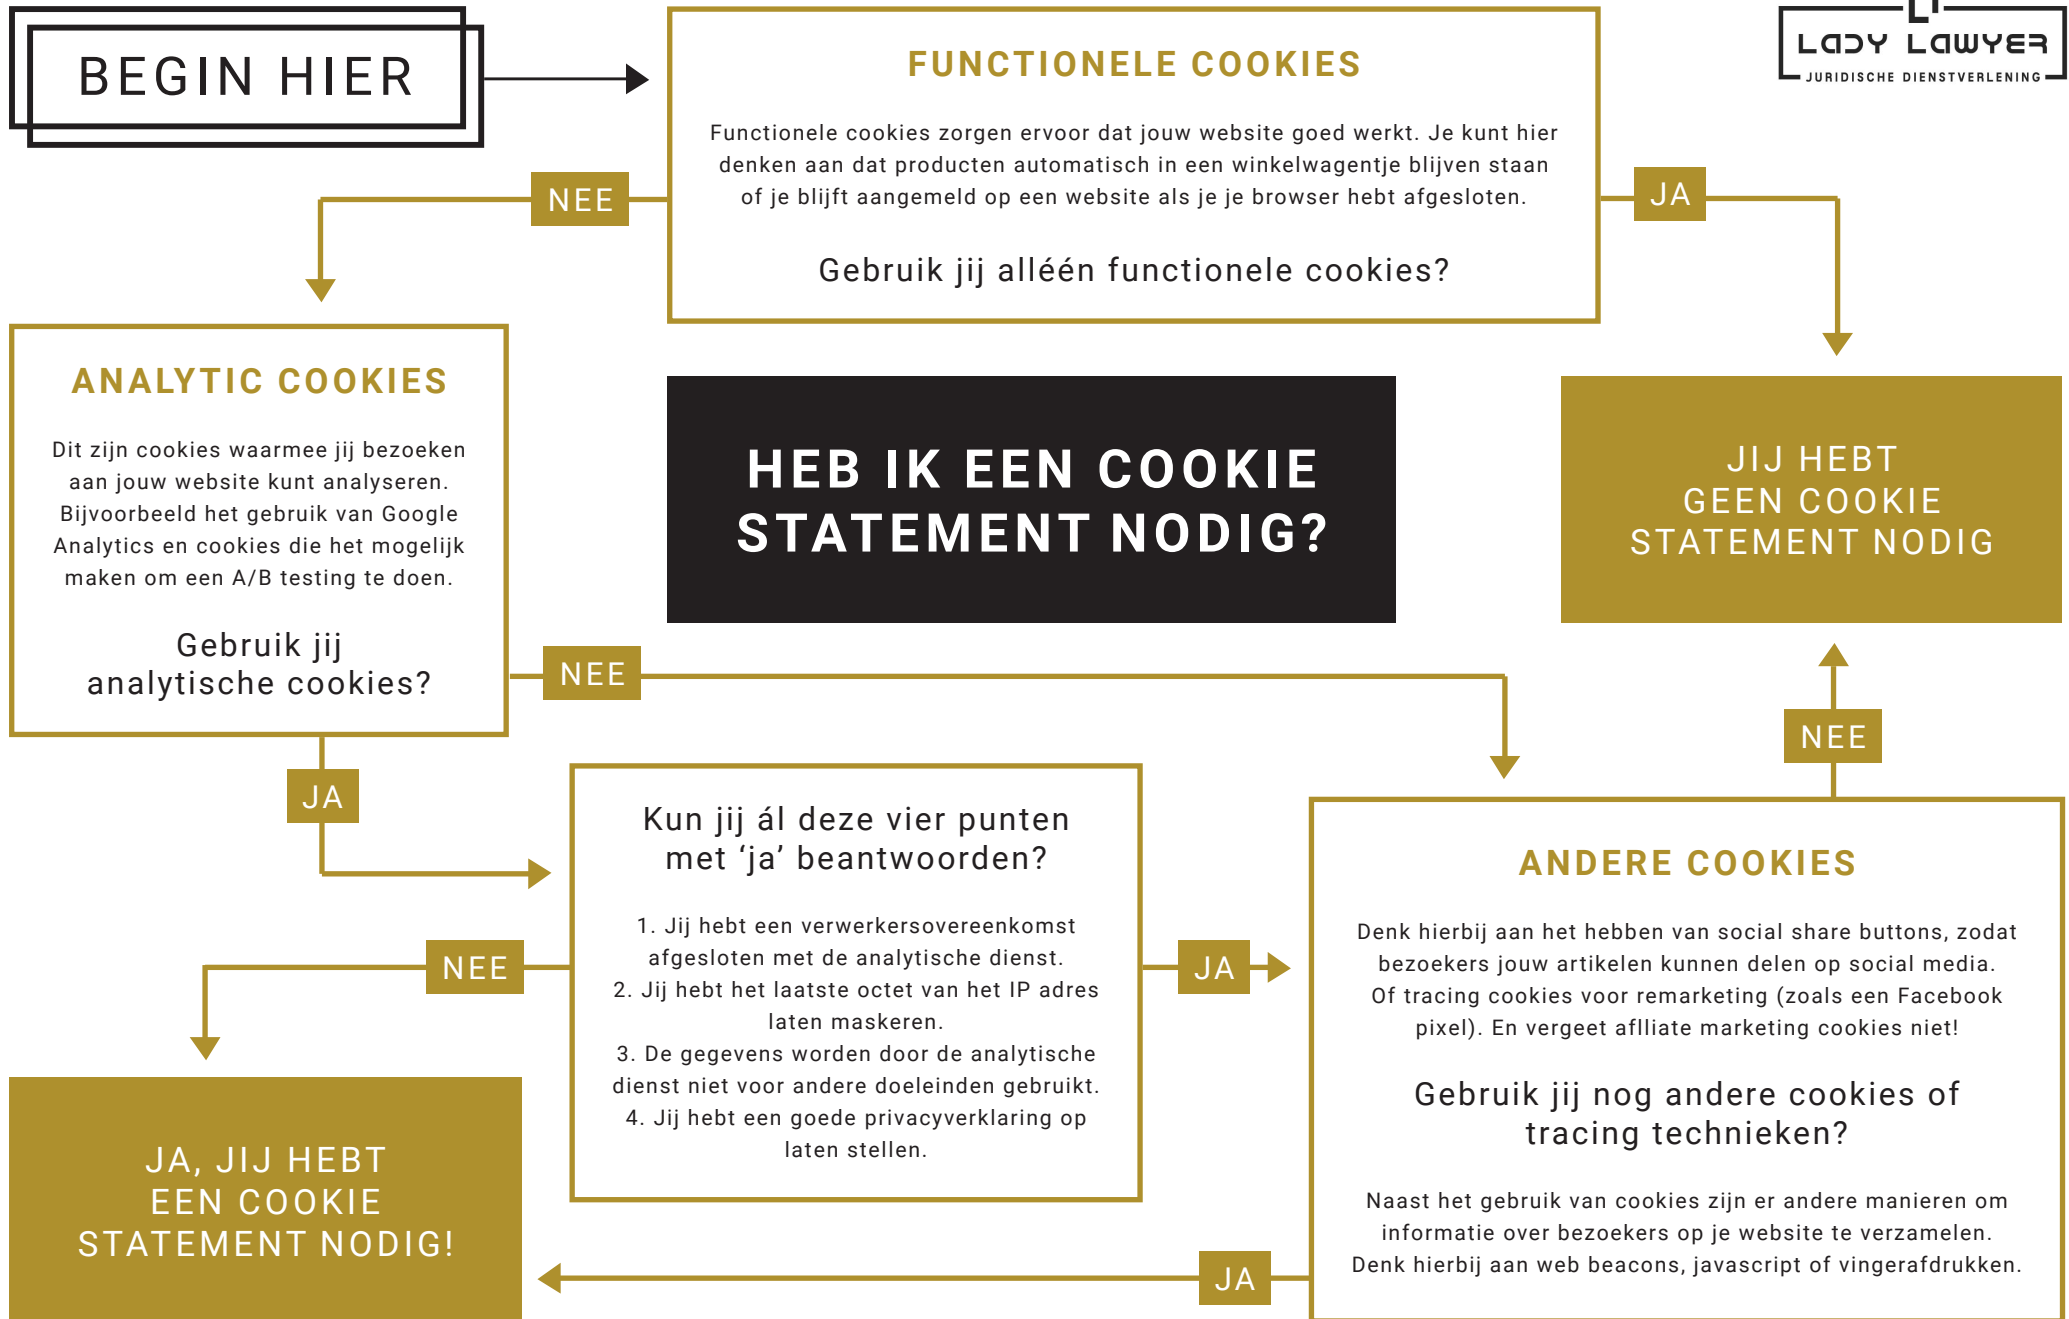 BEGIN HIER
FUNCTIONELE COOKIES
Functionele cookies zorgen ervoor dat jouw website goed werkt. Je kunt hier
denken aan dat producten automatisch in een winkelwagentje blijven staan
of je blijft aangemeld op een website als je je browser hebt afgesloten.
Gebruik jij alléén functionele cookies?
LADY LAWYER
JURIDISCHE DIENSTVERLENING
NEE
JA
ANALYTIC COOKIES
Dit zijn cookies waarmee jij bezoeken
aan jouw website kunt analyseren.
Bijvoorbeeld het gebruik van Google
Analytics en cookies die het mogelijk
maken om een A/B testing te doen.
Gebruik jij
analytische cookies?
HEB IK EEN COOKIE
STATEMENT NODIG?
JIJ HEBT
GEEN COOKIE
STATEMENT NODIG
NEE
NEE
JA
Kun jij ál deze vier punten
met ‘ja’ beantwoorden?
1. Jij hebt een verwerkersovereenkomst
afgesloten met de analytische dienst.
2. Jij hebt het laatste octet van het IP adres
laten maskeren.
3. De gegevens worden door de analytische
dienst niet voor andere doeleinden gebruikt.
4. Jij hebt een goede privacyverklaring op
laten stellen.
NEE
JA
ANDERE COOKIES
Denk hierbij aan het hebben van social share buttons, zodat
bezoekers jouw artikelen kunnen delen op social media.
Of tracing cookies voor remarketing (zoals een Facebook
pixel). En vergeet aflliate marketing cookies niet!
Gebruik jij nog andere cookies of
tracing technieken?
Naast het gebruik van cookies zijn er andere manieren om
informatie over bezoekers op je website te verzamelen.
Denk hierbij aan web beacons, javascript of vingerafdrukken.
JA, JIJ HEBT
EEN COOKIE
STATEMENT NODIG!
JA